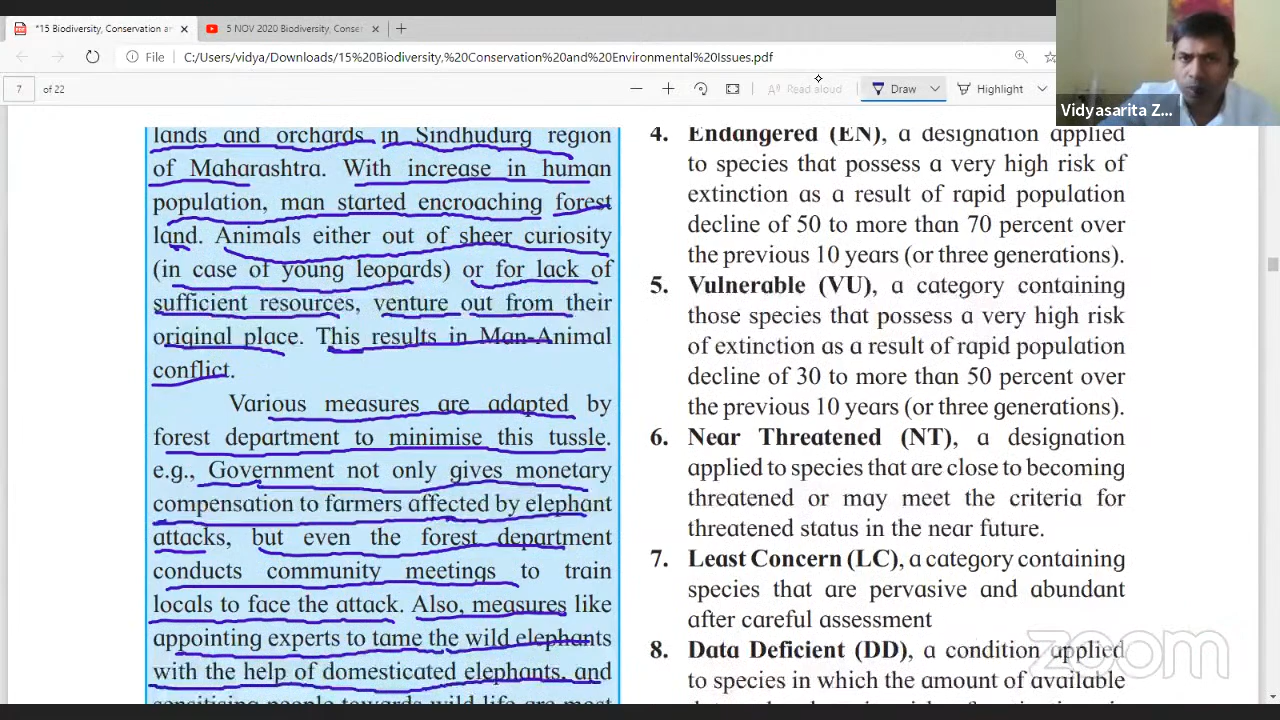 *15 Biodiversity, Conservation an
5 NOV 2020 Biodiversity, Conser
File
C:/Users/vidya/Downloads/15%20Biodiversity,%20Conservation%20and%20Environmental%20Issues.pdf
7 of 22
Read aloud
Draw
Highlight
Vidyasarita Z...
lands and orchards in Sindhudurg region
of Maharashtra. With increase in human
population, man started encroaching forest
land. Animals either out of sheer curiosity
(in case of young leopards) or for lack of
sufficient resources, venture out from their
original place. This results in Man-Animal
conflict.
Various measures are adapted by
forest department to minimise this tussle.
e.g., Government not only gives monetary
compensation to farmers affected by elephant
attacks, but even the forest department
conducts community meetings to train
locals to face the attack. Also, measures like
appointing experts to tame the wild elephants
with the help of domesticated elephants, and
sensitising people towards wild life are most
4. Endangered (EN), a designation applied
to species that possess a very high risk of
extinction as a result of rapid population
decline of 50 to more than 70 percent over
the previous 10 years (or three generations).
5. Vulnerable (VU), a category containing
those species that possess a very high risk
of extinction as a result of rapid population
decline of 30 to more than 50 percent over
the previous 10 years (or three generations).
6. Near Threatened (NT), a designation
applied to species that are close to becoming
threatened or may meet the criteria for
threatened status in the near future.
7. Least Concern (LC), a category containing
species that are pervasive and abundant
after careful assessment
8. Data Deficient (DD), a condition applied
to species in which the amount of available
zoom